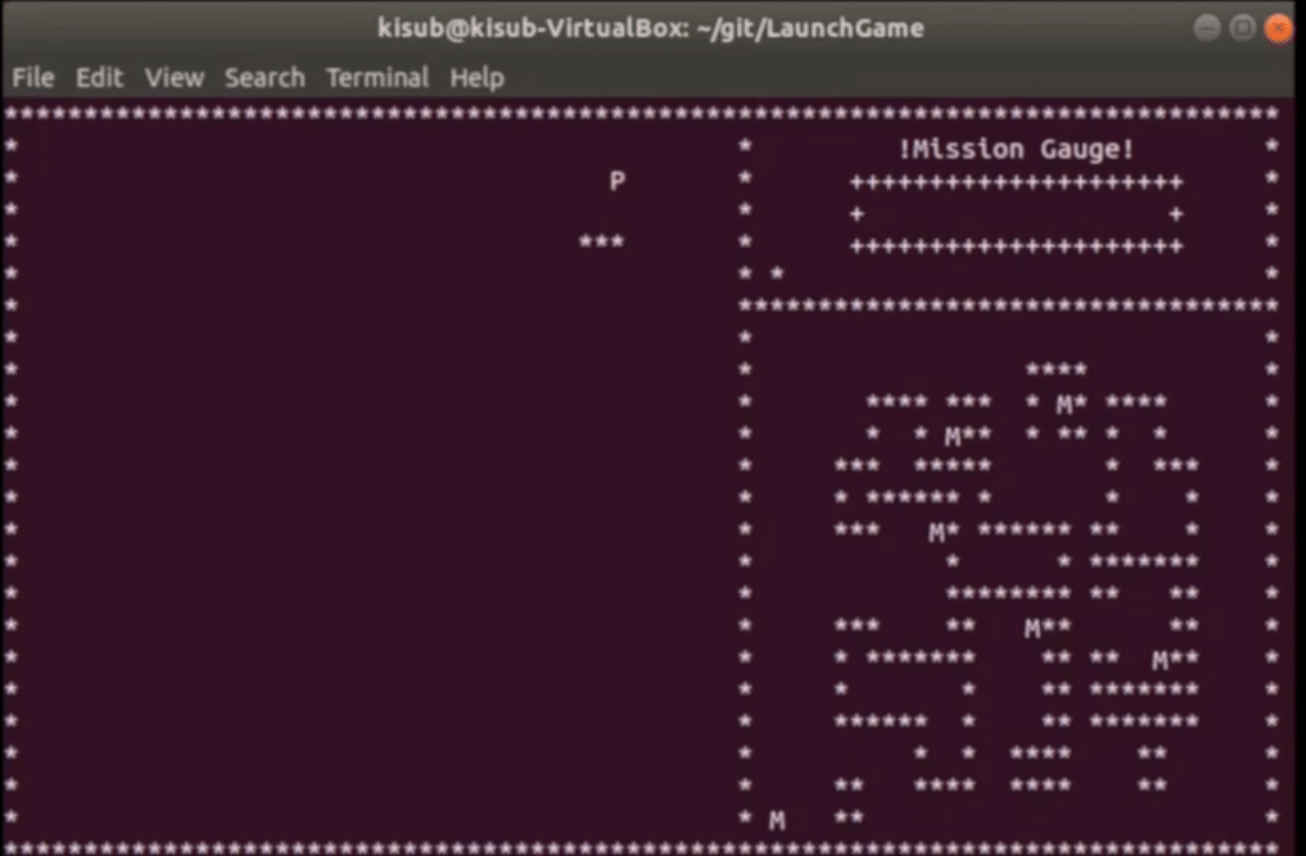 kisub@kisub-VirtualBox: ~/git/LaunchGame
File Edit View Search Terminal Help
********************************************************************************
*                                             *         !Mission Gauge!        *
*                                     P       *      +++++++++++++++++++++     *
*                                             *      +                   +     *
*                                   ***       *      +++++++++++++++++++++     *
*                                             * *                              *
*                                             **********************************
*                                             *                                *
*                                             *                 ****           *
*                                             *       **** ***  * M* ****      *
*                                             *       *  * M**  * ** *  *      *
*                                             *     ***  *****       *  ***    *
*                                             *     * ****** *       *    *    *
*                                             *     ***   M* ****** **    *    *
*                                             *            *      * *******    *
*                                             *            ******** **   **    *
*                                             *     ***    **   M**      **    *
*                                             *     * *******    ** **  M**    *
*                                             *     *       *    ** *******    *
*                                             *     ******  *    ** *******    *
*                                             *          *  *  ****    **      *
*                                             *     **   ****  ****    **      *
*                                             * M   **                         *
********************************************************************************